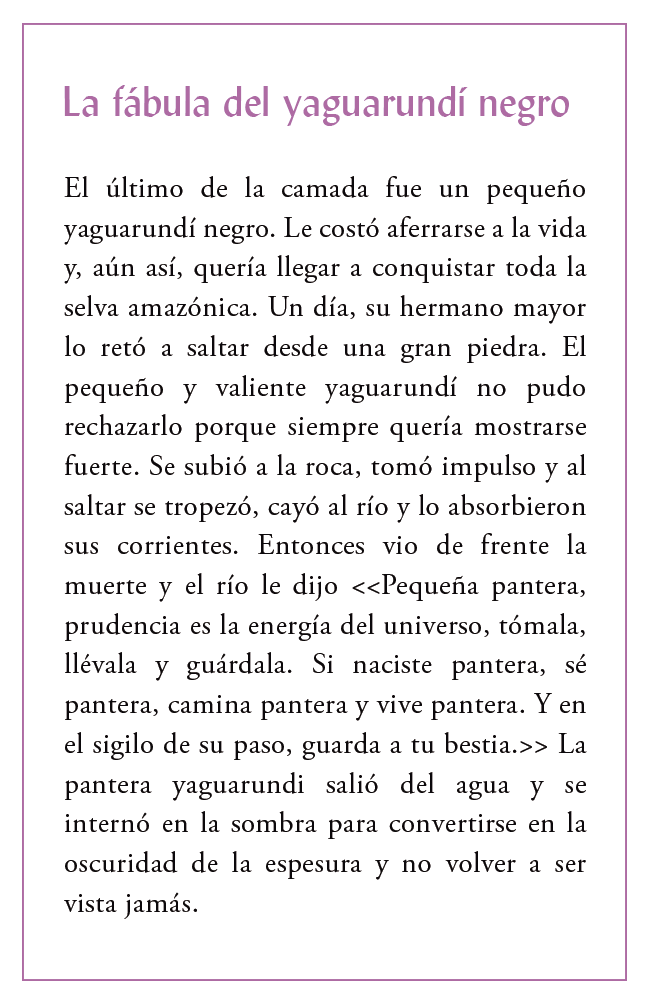 La fábula del yaguarundí negro
El último de la camada fue un pequeño
yaguarundí negro. Le costó aferrarse a la vida
y, aún así, quería llegar a conquistar toda la
selva amazónica. Un día, su hermano mayor
lo retó a saltar desde una gran piedra. El
pequeño y valiente yaguarundí no pudo
rechazarlo porque siempre quería mostrarse
fuerte. Se subió a la roca, tomó impulso y al
saltar se tropezó, cayó al río y lo absorbieron
sus corrientes. Entonces vio de frente la
muerte y el río le dijo <<Pequeña pantera,
prudencia es la energía del universo, tómala,
llévala y guárdala. Si naciste pantera, sé
pantera, camina pantera y vive pantera. Y en
el sigilo de su paso, guarda a tu bestia.>> La
pantera yaguarundi salió del agua y se
internó en la sombra para convertirse en la
oscuridad de la espesura y no volver a ser
vista jamás.